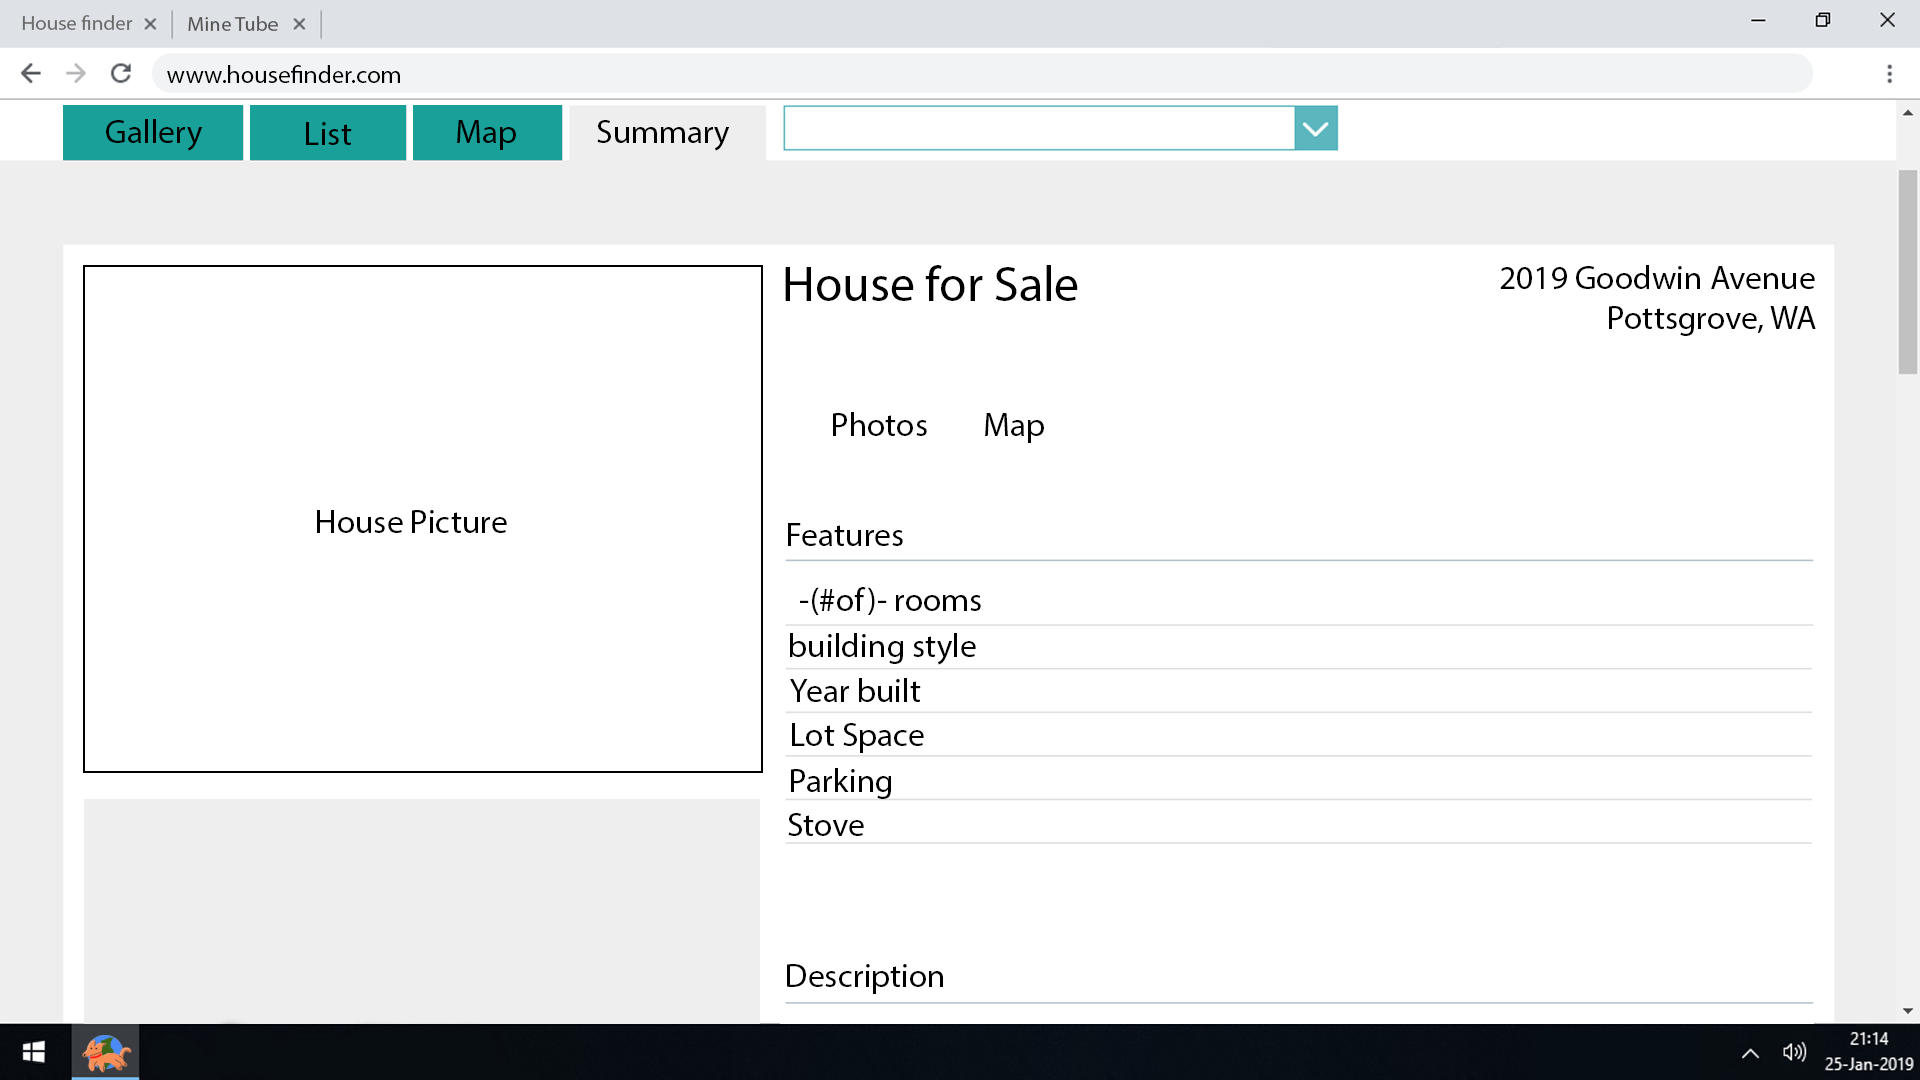 House finder
Mine Tube
www.housefinder.com
Gallery
List
Map
Summary
House for Sale
2019 Goodwin Avenue
Pottsgrove, WA
Photos
Map
House Picture
Features
-(#of)- rooms
building style
Year built
Lot Space
Parking
Stove
Description
21:14
25-Jan-2019